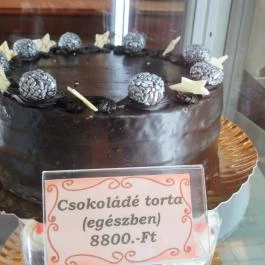 Csokoládé torta
(egészben)
8800.-Ft